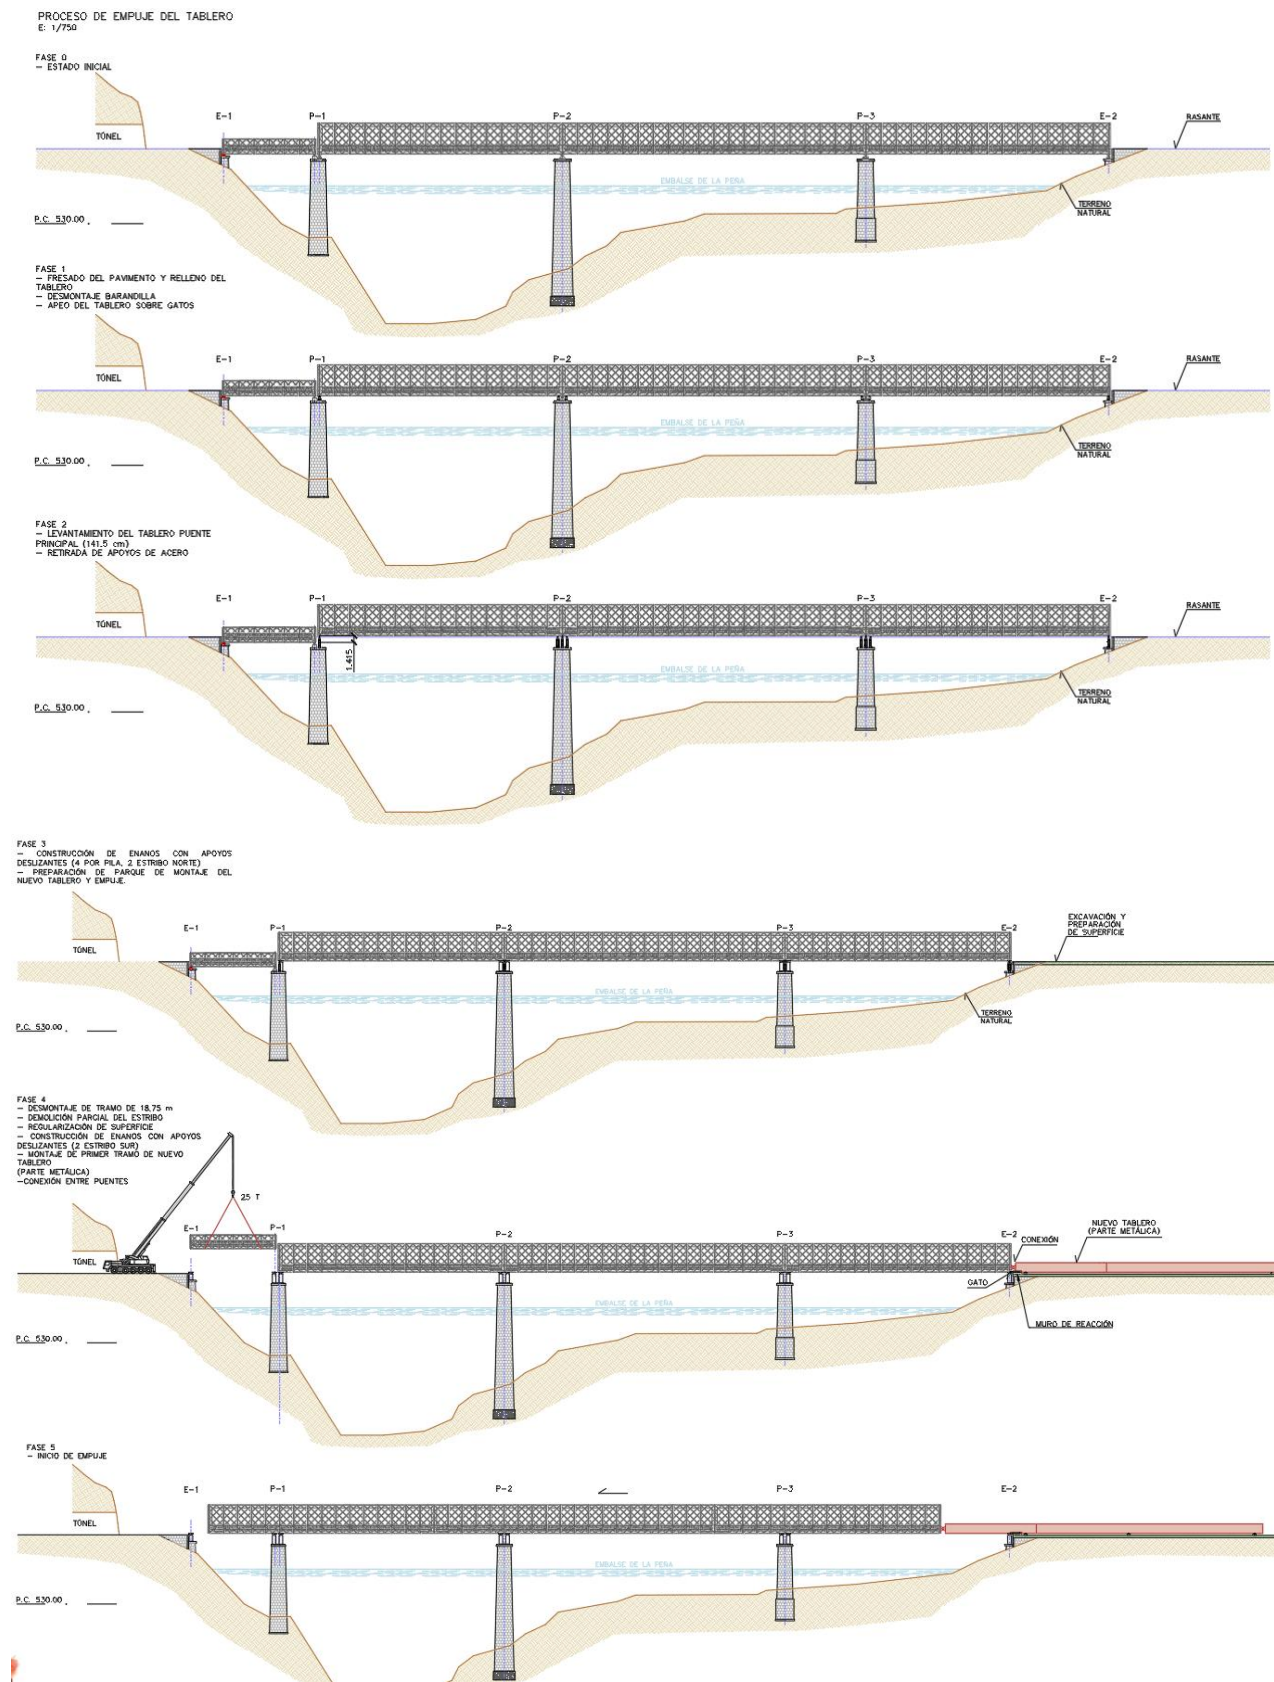 PROCESO DE EMPUJE DEL TABLERO
E: 1/750
FASE 0
– ESTADO INICIAL
TÚNEL
E-1
P-1
P-2
P-3
E-2
RASANTE
EMBALSE DE LA PEÑA
TERRENO
NATURAL
P.C. 530.00
FASE 1
– FRESADO DEL PAVIMENTO Y RELLENO DEL
TABLERO
– DESMONTAJE BARANDILLA
– APEO DEL TABLERO SOBRE GATOS
TÚNEL
E-1
P-1
P-2
P-3
E-2
RASANTE
EMBALSE DE LA PEÑA
TERRENO
NATURAL
P.C. 530.00
FASE 2
– LEVANTAMIENTO DEL TABLERO PUENTE
PRINCIPAL (141.5 cm)
– RETIRADA DE APOYOS DE ACERO
TÚNEL
E-1
P-1
P-2
P-3
E-2
RASANTE
1.415
EMBALSE DE LA PEÑA
TERRENO
NATURAL
P.C. 530.00
FASE 3
– CONSTRUCCIÓN DE ENANOS CON APOYOS
DESLIZANTES (4 POR PILA, 2 ESTRIBO NORTE)
– PREPARACIÓN DE PARQUE DE MONTAJE DEL
NUEVO TABLERO Y EMPUJE.
TÚNEL
E-1
P-1
P-2
P-3
E-2
EXCAVACIÓN Y
PREPARACIÓN
DE SUPERFICIE
EMBALSE DE LA PEÑA
TERRENO
NATURAL
P.C. 530.00
FASE 4
– DESMONTAJE DE TRAMO DE 18,75 m
– DEMOLICIÓN PARCIAL DEL ESTRIBO
– REGULARIZACIÓN DE SUPERFICIE
– CONSTRUCCIÓN DE ENANOS CON APOYOS
DESLIZANTES (2 ESTRIBO SUR)
– MONTAJE DE PRIMER TRAMO DE NUEVO
TABLERO
(PARTE METÁLICA)
–CONEXIÓN ENTRE PUENTES
25 T
TÚNEL
E-1
P-1
P-2
P-3
E-2
CONEXIÓN
NUEVO TABLERO
(PARTE METÁLICA)
GATO
MURO DE REACCIÓN
EMBALSE DE LA PEÑA
P.C. 530.00
FASE 5
– INICIO DE EMPUJE
TÚNEL
E-1
P-1
P-2
P-3
E-2
EMBALSE DE LA PEÑA
P.C. 530.00